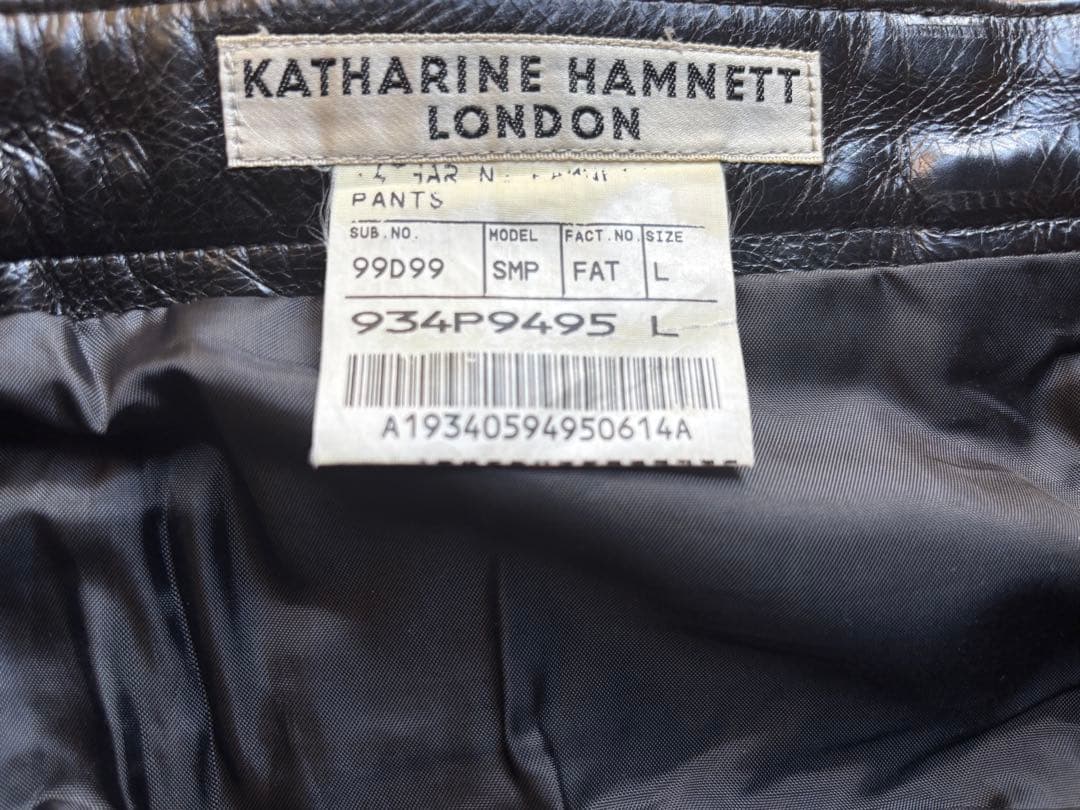 KATHARINE HAMNETT
LONDON
PANTS
SUB.NO. MODEL FACT.NO. SIZE
99D99 SMP FAT L
934P9495 L
A19340594950614A